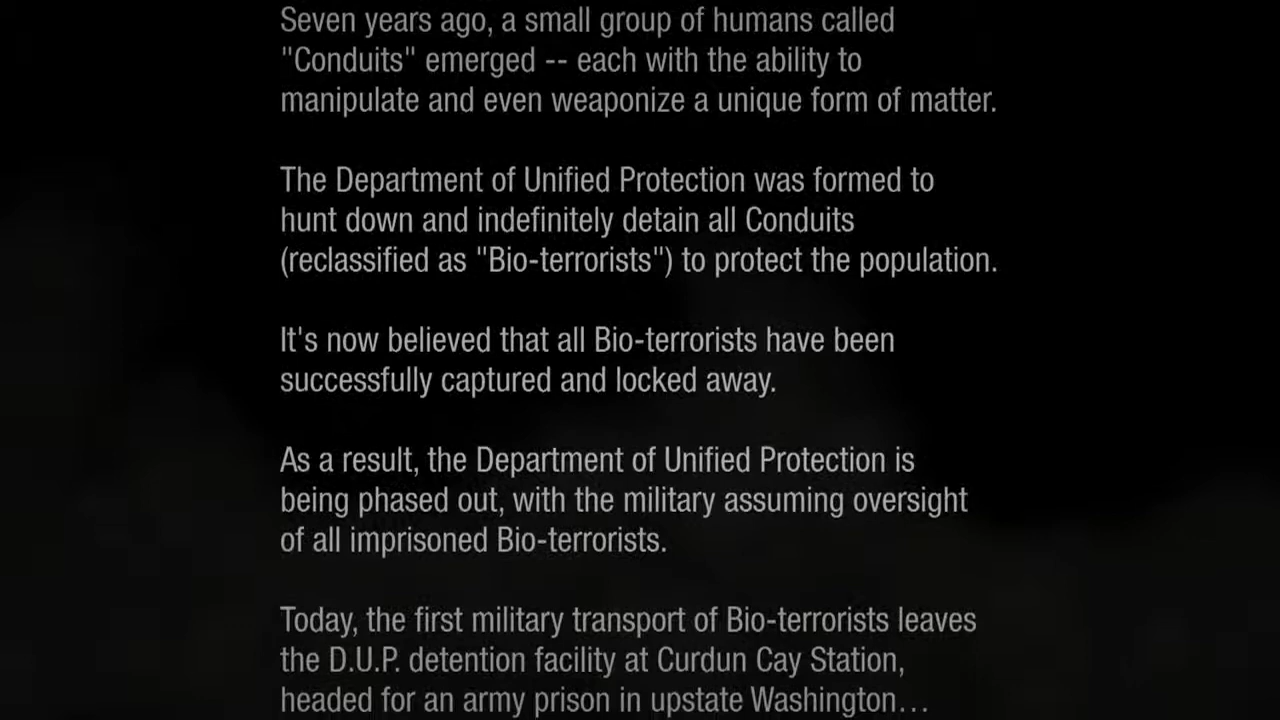 Seven years ago, a small group of humans called
"Conduits" emerged -- each with the ability to
manipulate and even weaponize a unique form of matter.
The Department of Unified Protection was formed to
hunt down and indefinitely detain all Conduits
(reclassified as "Bio-terrorists") to protect the population.
It's now believed that all Bio-terrorists have been
successfully captured and locked away.
As a result, the Department of Unified Protection is
being phased out, with the military assuming oversight
of all imprisoned Bio-terrorists.
Today, the first military transport of Bio-terrorists leaves
the D.U.P. detention facility at Curdun Cay Station,
headed for an army prison in upstate Washington…